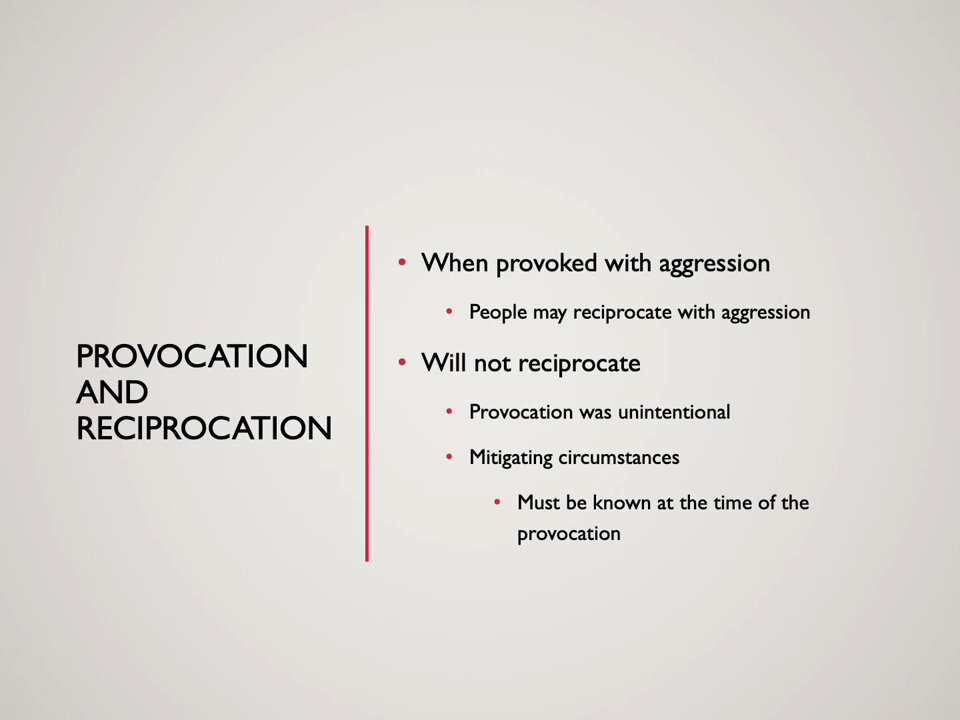 PROVOCATION
AND
RECIPROCATION
• When provoked with aggression
• People may reciprocate with aggression
• Will not reciprocate
• Provocation was unintentional
• Mitigating circumstances
• Must be known at the time of the
provocation